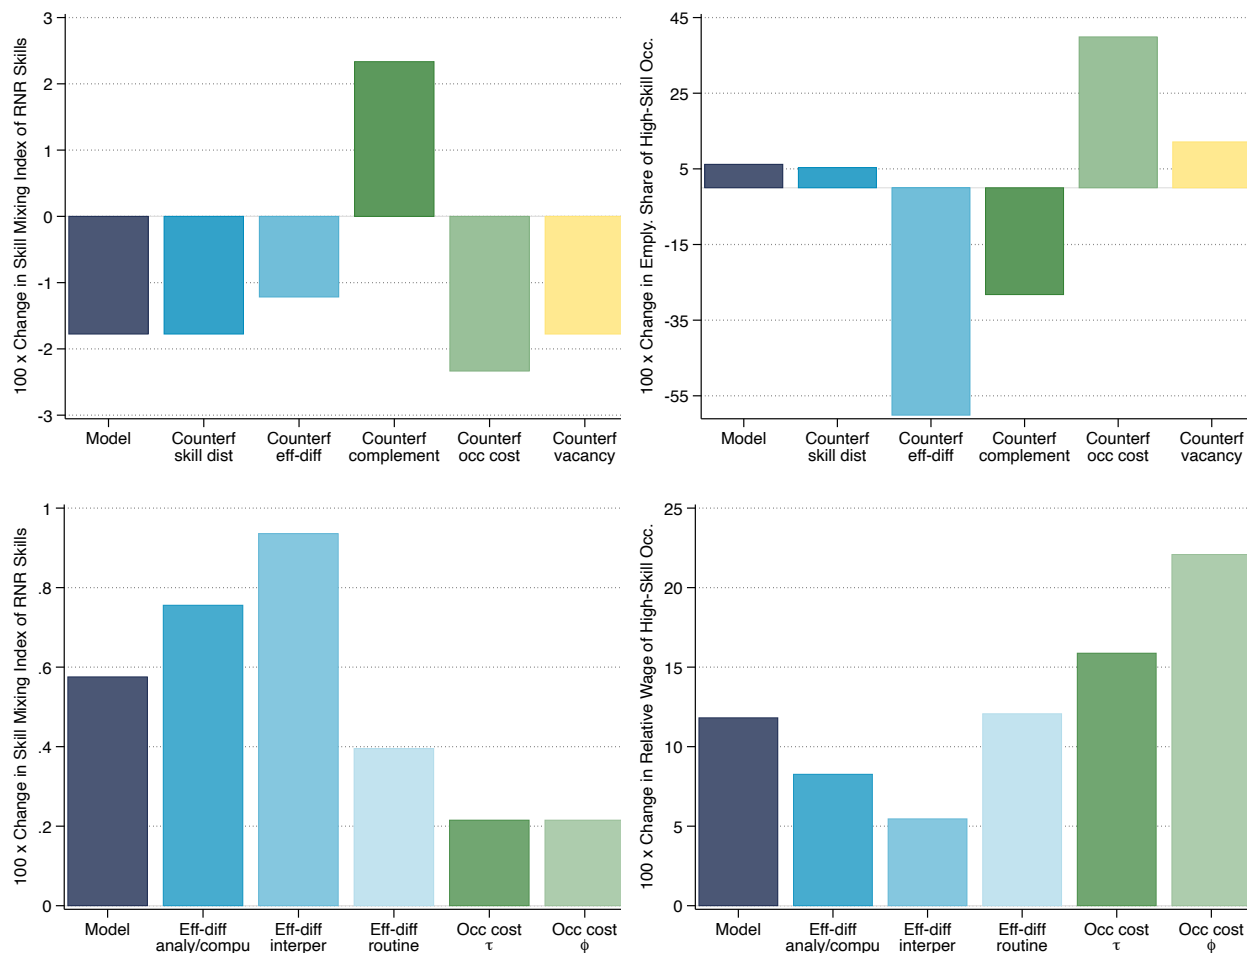 100 x Change in Skill Mixing Index of RNR Skills
3
2
1
0
-1
-2
-3
Model
Counterf
skill dist
Counterf
eff-diff
Counterf
complement
Counterf
occ cost
Counterf
vacancy
100 x Change in Emply. Share of High-Skill Occ.
45
25
5
-15
-35
-55
Model
Counterf
skill dist
Counterf
eff-diff
Counterf
complement
Counterf
occ cost
Counterf
vacancy
100 x Change in Skill Mixing Index of RNR Skills
1
.8
.6
.4
.2
0
Model
Eff-diff
analy/compu
Eff-diff
interper
Eff-diff
routine
Occ cost
τ
Occ cost
ϕ
100 x Change in Relative Wage of High-Skill Occ.
25
20
15
10
5
0
Model
Eff-diff
analy/compu
Eff-diff
interper
Eff-diff
routine
Occ cost
τ
Occ cost
ϕ